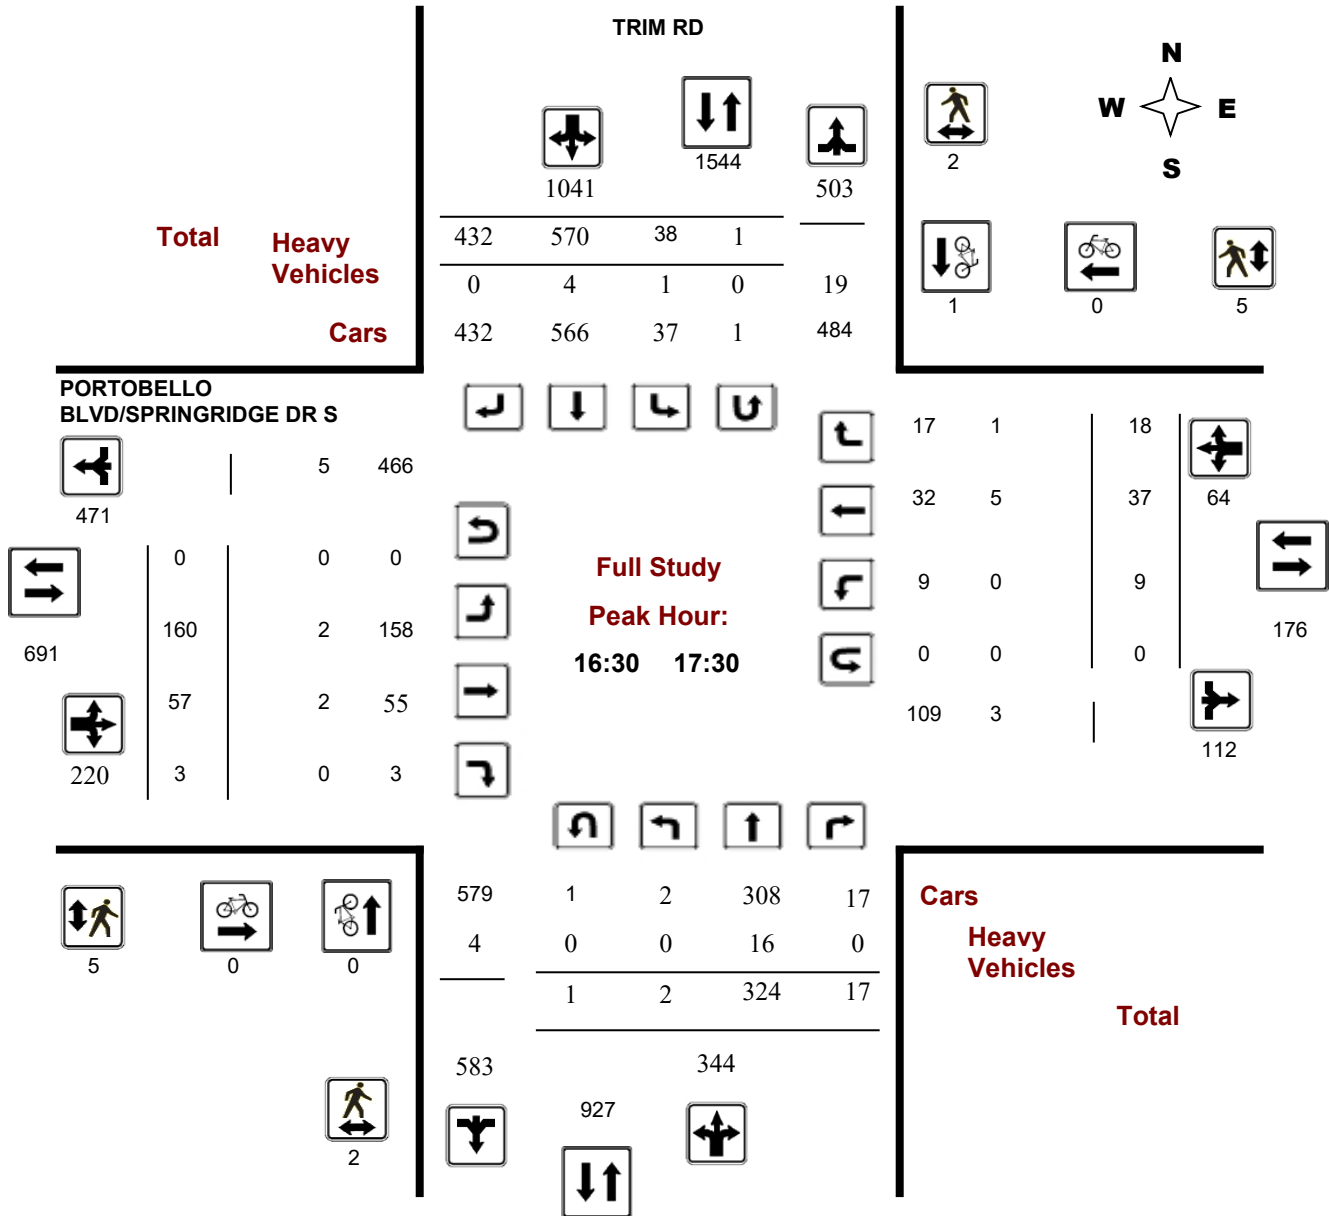 TRIM RD
N
W E
S
1041
1544
503
2
Total
Heavy
Vehicles
Cars
432 570 38 1
0 4 1 0 19
432 566 37 1 484
1 0 5
PORTOBELLO
BLVD/SPRINGRIDGE DR S
471
5 466
0 0 0
160 2 158
691
57 2 55
220 3 0 3
Full Study
Peak Hour:
16:30 17:30
17 1 18
32 5 37 64
9 0 9
176
0 0 0
109 3
112
5 0 0
579 1 2 308 17
4 0 0 16 0
1 2 324 17
583 344
927
2
Cars
Heavy
Vehicles
Total